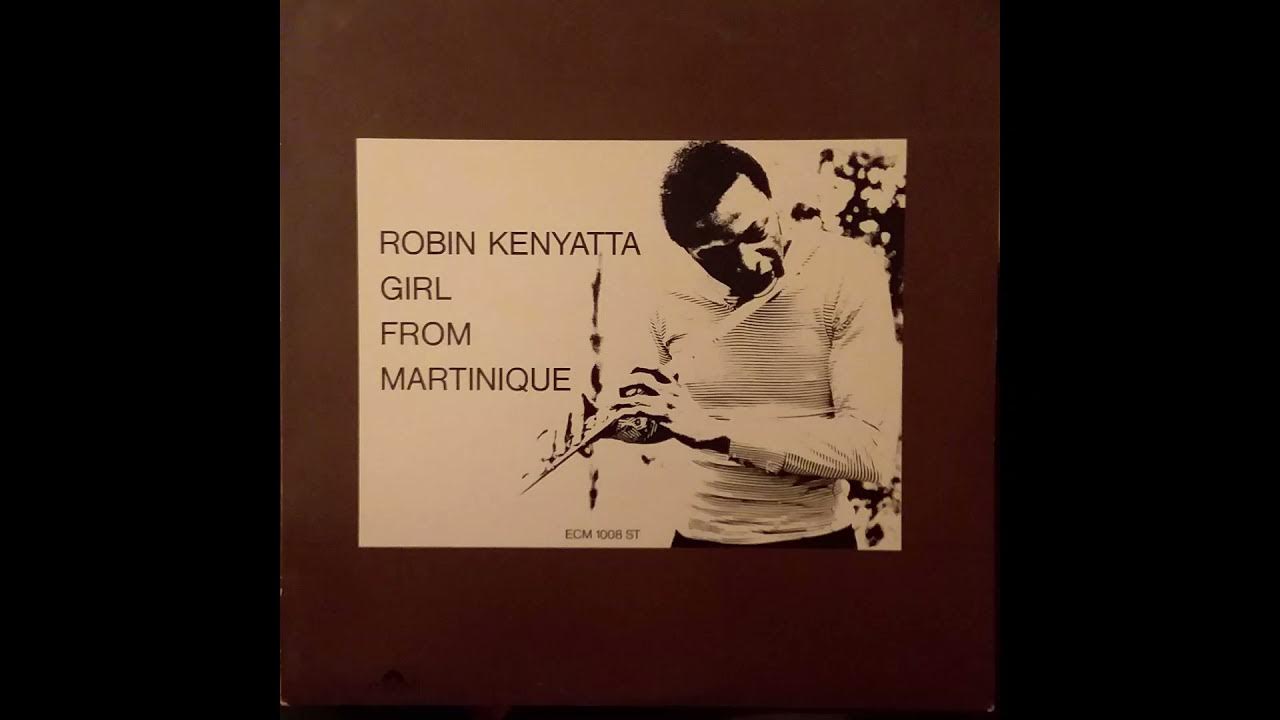 ROBIN KENYATTA
GIRL
FROM
MARTINIQUE
ECM 1008 ST